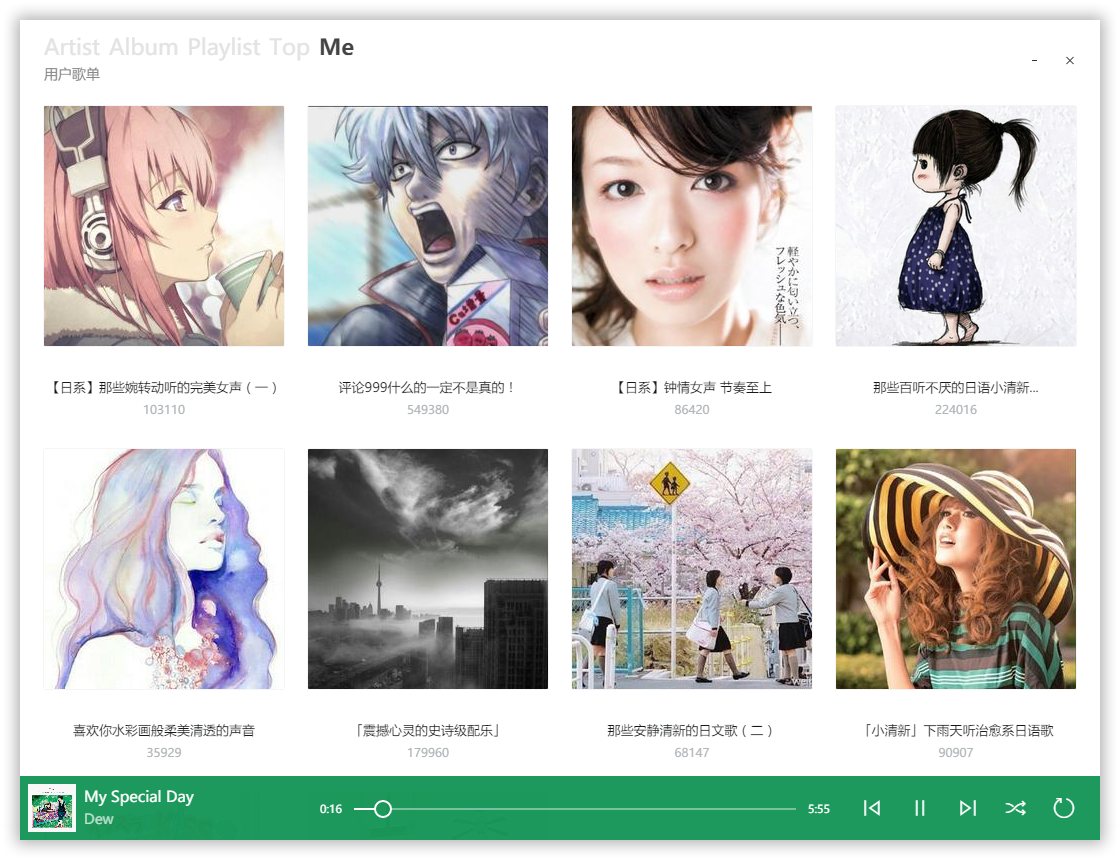 Artist Album Playlist Top Me
用户歌单
軽やかに匂い立つ、
フレッシュな色気──
【日系】那些婉转动听的完美女声（一）
103110
评论999什么的一定不是真的！
549380
【日系】钟情女声 节奏至上
86420
那些百听不厌的日语小清新...
224016
喜欢你水彩画般柔美清透的声音
35929
「震撼心灵的史诗级配乐」
179960
那些安静清新的日文歌（二）
68147
「小清新」下雨天听治愈系日语歌
90907
My Special Day
Dew
0:16
5:55